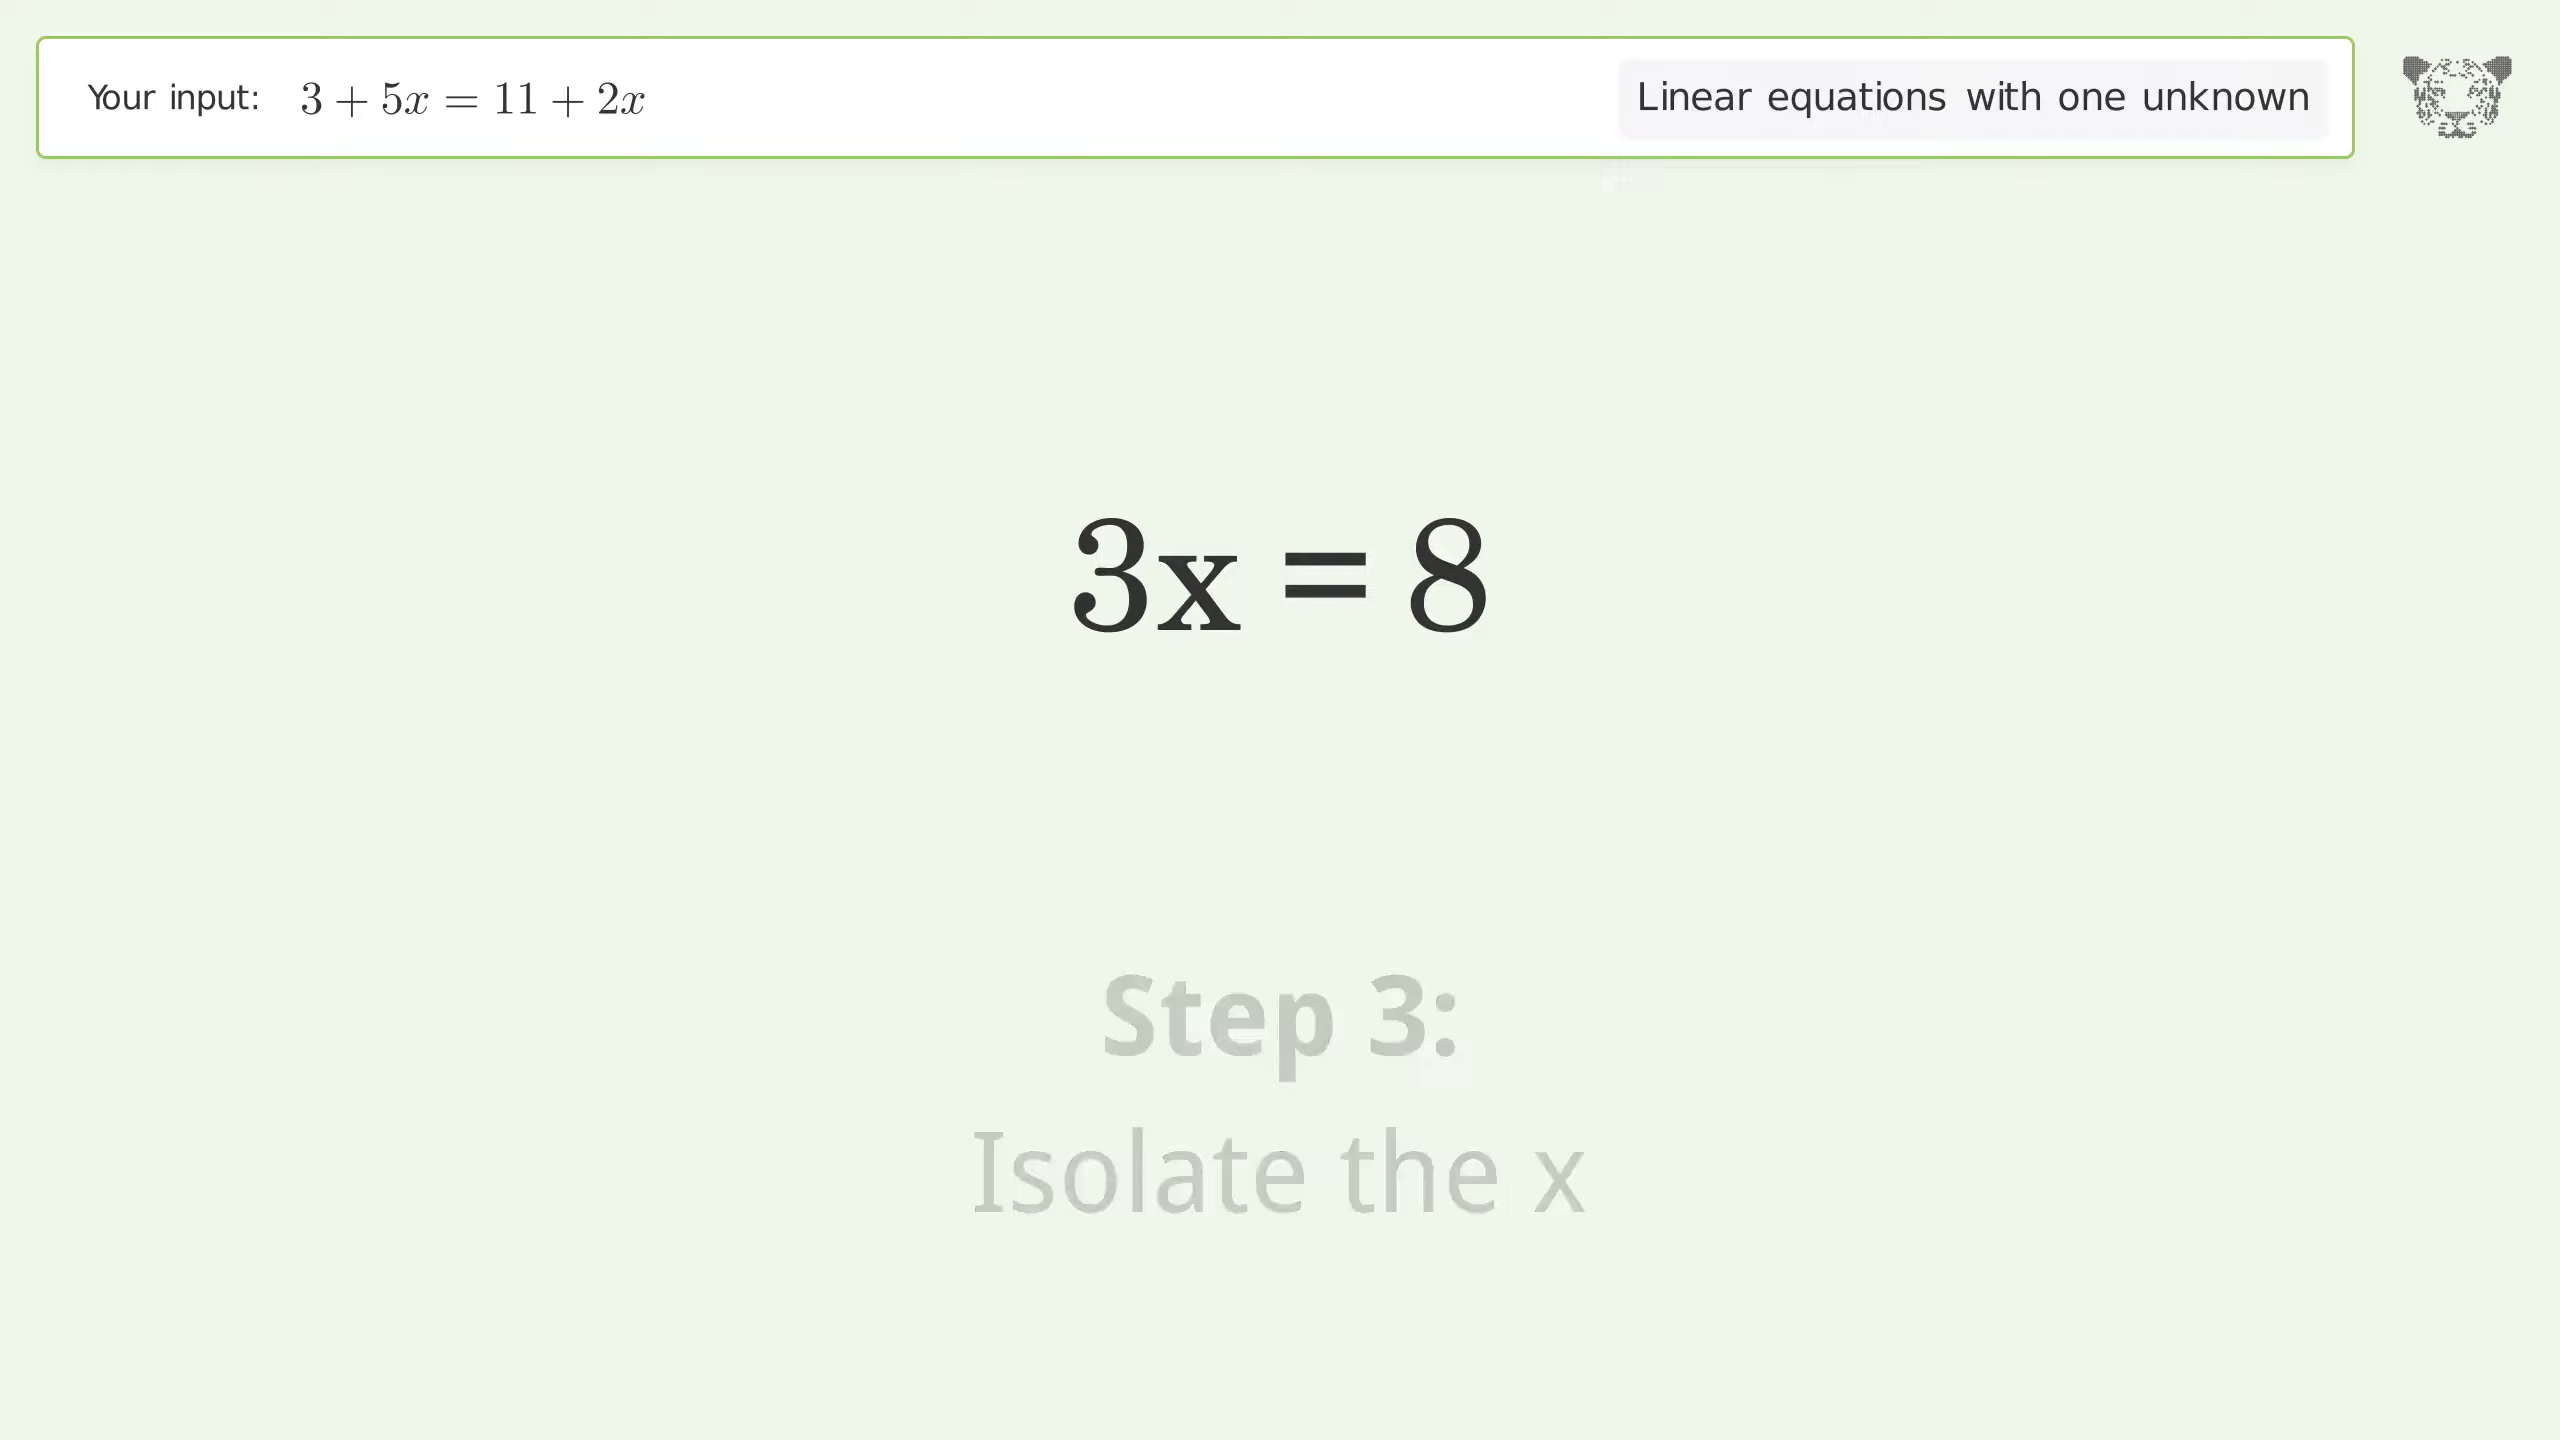 Your input: 3 + 5x = 11 + 2x
Linear equations with one unknown
3x = 8
Step 3:
Isolate the x